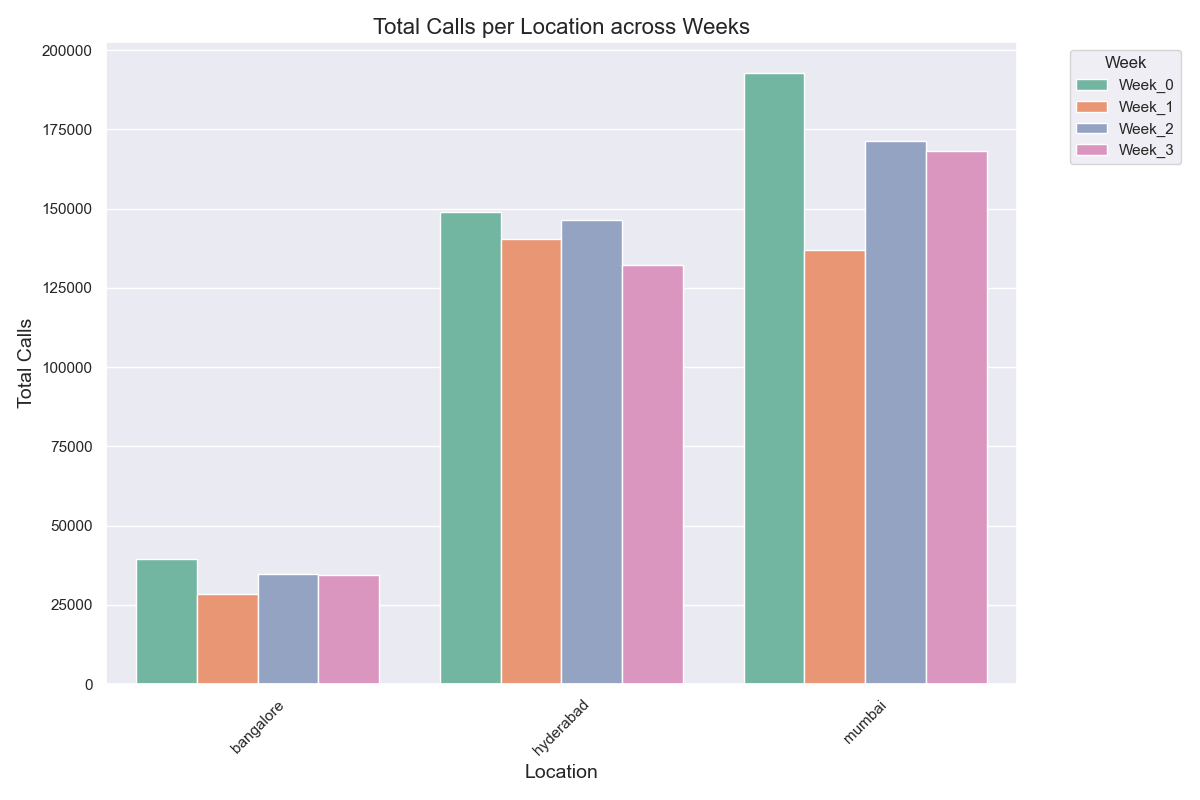 Total Calls per Location across Weeks
Total Calls
200000
175000
150000
125000
100000
75000
50000
25000
0
bangalore
hyderabad
mumbai
Location
Week
Week_0
Week_1
Week_2
Week_3